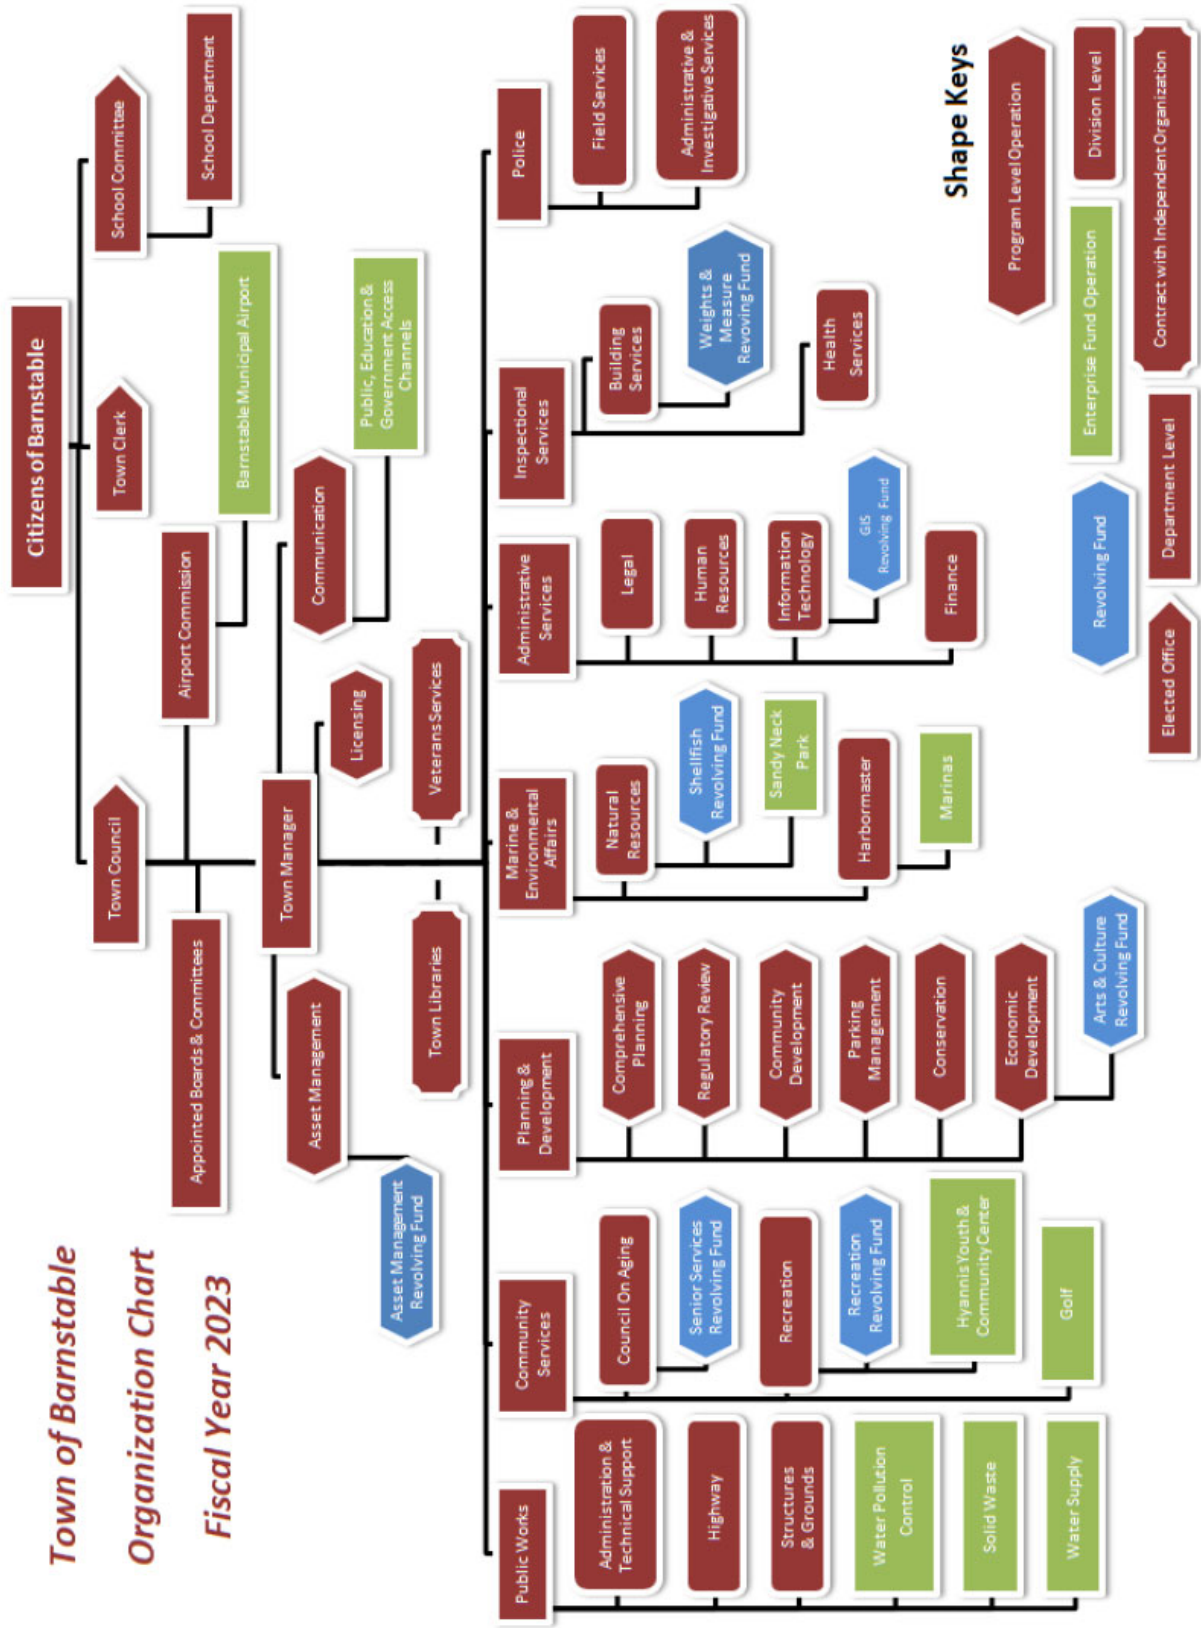 Town of Barnstable
Organization Chart
Fiscal Year 2023
Citizens of Barnstable
Town Council
Town Clerk
School Committee
School Department
Airport Commission
Barnstable Municipal Airport
Appointed Boards & Committees
Town Manager
Communication
Public, Education &
Government Access
Channels
Licensing
Asset Management
Asset Management
Revolving Fund
Town Libraries
Veterans Services
Public Works
Administration &
Technical Support
Highway
Structures
& Grounds
Water Pollution
Control
Solid Waste
Water Supply
Community
Services
Council On Aging
Senior Services
Revolving Fund
Recreation
Recreation
Revolving Fund
Hyannis Youth &
Community Center
Golf
Planning &
Development
Comprehensive
Planning
Regulatory Review
Community
Development
Parking
Management
Conservation
Economic
Development
Arts & Culture
Revolving Fund
Marine &
Environmental
Affairs
Natural
Resources
Shellfish
Revolving Fund
Sandy Neck
Park
Harbormaster
Marinas
Administrative
Services
Legal
Human
Resources
Information
Technology
GIS
Revolving Fund
Finance
Inspectional
Services
Building
Services
Weights &
Measure
Revoving Fund
Health
Services
Police
Field Services
Administrative &
Investigative Services
Shape Keys
Program Level Operation
Revolving Fund
Enterprise Fund Operation
Division Level
Elected Office
Department Level
Contract with Independent Organization